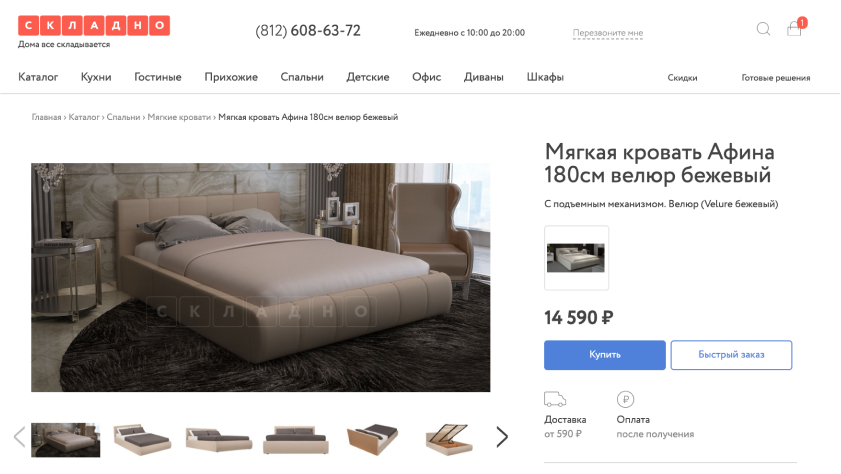 СКЛАДНО
Дома все складывается
(812) 608-63-72
Ежедневно с 10:00 до 20:00
Перезвоните мне
1
Каталог Кухни Гостиные Прихожие Спальни Детские Офис Диваны Шкафы Скидки Готовые решения
Главная › Каталог › Спальни › Мягкие кровати › Мягкая кровать Афина 180см велюр бежевый
Мягкая кровать Афина
180см велюр бежевый
С подъемным механизмом. Велюр (Velure бежевый)
СКЛАДНО
14 590 ₽
Купить
Быстрый заказ
₽
Доставка
от 590 ₽
Оплата
после получения